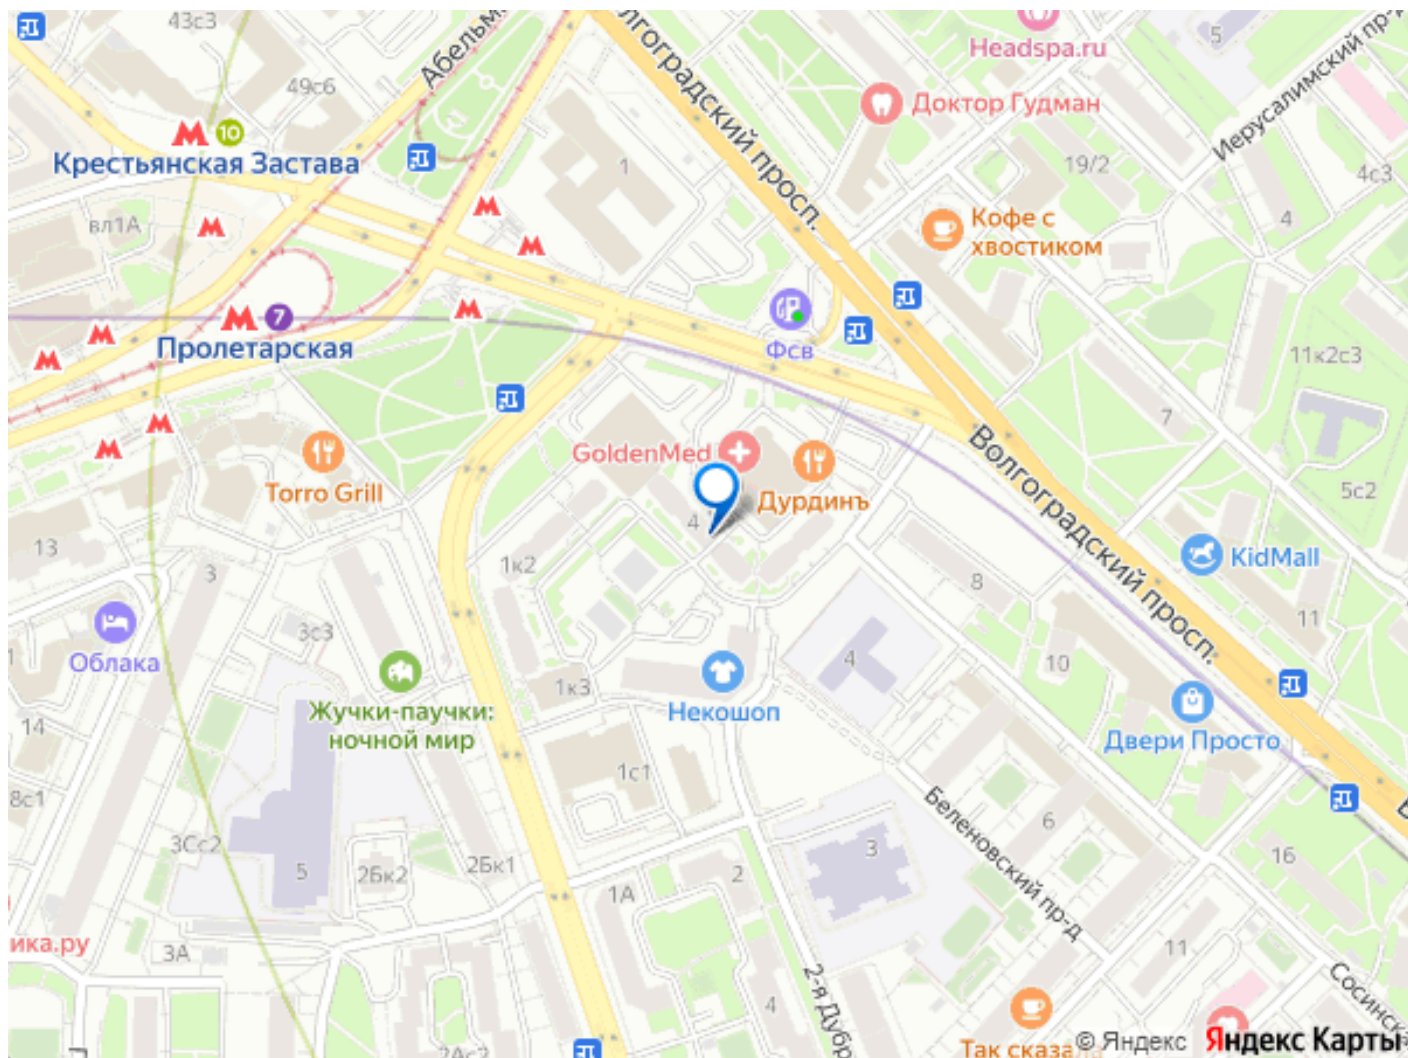 43с3
Абельм
49с6
10
Крестьянская Застава
вл1А
1
Волгоградский просп.
Headspa.ru
5
Доктор Гудман
Иерусалимский пр-д
19/2
4с3
4
Кофе с
хвостиком
7
Пролетарская
Фсв
11к2с3
7
GoldenMed
Torro Grill
Дурдинъ
4
Волгоградский просп.
5с2
13
3
1к2
8
KidMall
11
Облака
3с3
4
10
1
Жучки-паучки:
ночной мир
1к3
Некошоп
Двери Просто
14
1с1
8с1
3Сс2
5
2Бк2
2Бк1
Беленовский пр-д
6
16
3
2
1А
ика.ру
3А
11
2-я Дубр
Сосинск
4
2Ас2
Так сказала
© Яндекс
Яндекс Карты